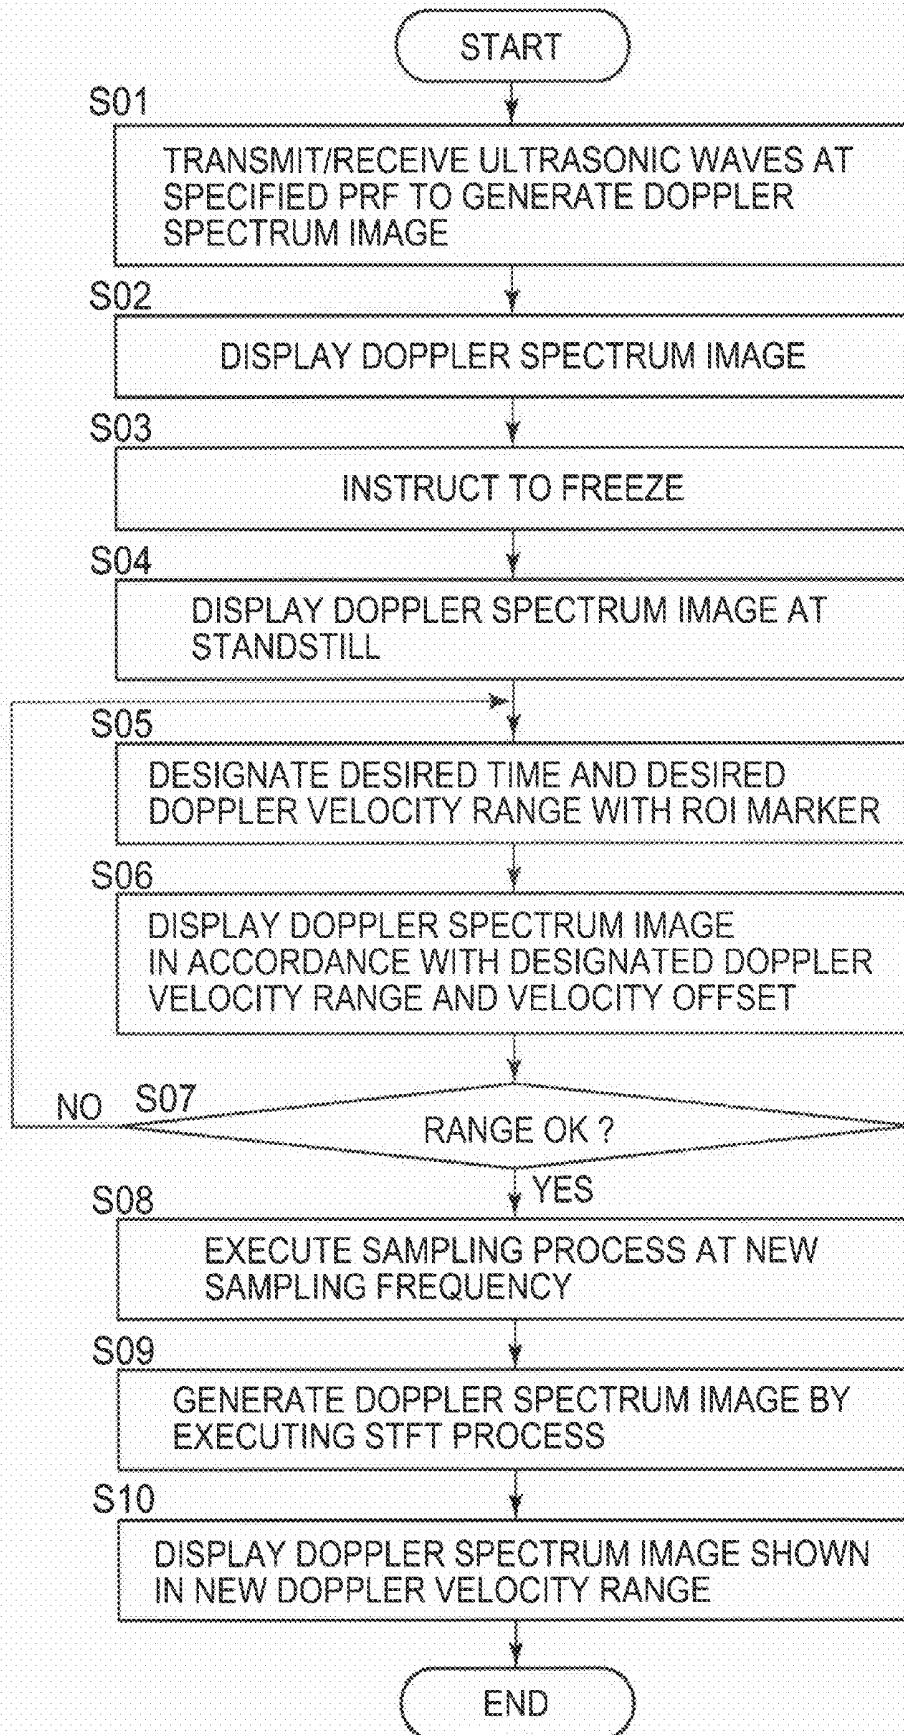 START
S01
TRANSMIT/RECEIVE ULTRASONIC WAVES AT
SPECIFIED PRF TO GENERATE DOPPLER
SPECTRUM IMAGE
S02
DISPLAY DOPPLER SPECTRUM IMAGE
S03
INSTRUCT TO FREEZE
S04
DISPLAY DOPPLER SPECTRUM IMAGE AT
STANDSTILL
S05
DESIGNATE DESIRED TIME AND DESIRED
DOPPLER VELOCITY RANGE WITH ROI MARKER
S06
DISPLAY DOPPLER SPECTRUM IMAGE
IN ACCORDANCE WITH DESIGNATED DOPPLER
VELOCITY RANGE AND VELOCITY OFFSET
NO
S07
RANGE OK ?
YES
S08
EXECUTE SAMPLING PROCESS AT NEW
SAMPLING FREQUENCY
S09
GENERATE DOPPLER SPECTRUM IMAGE BY
EXECUTING STFT PROCESS
S10
DISPLAY DOPPLER SPECTRUM IMAGE SHOWN
IN NEW DOPPLER VELOCITY RANGE
END